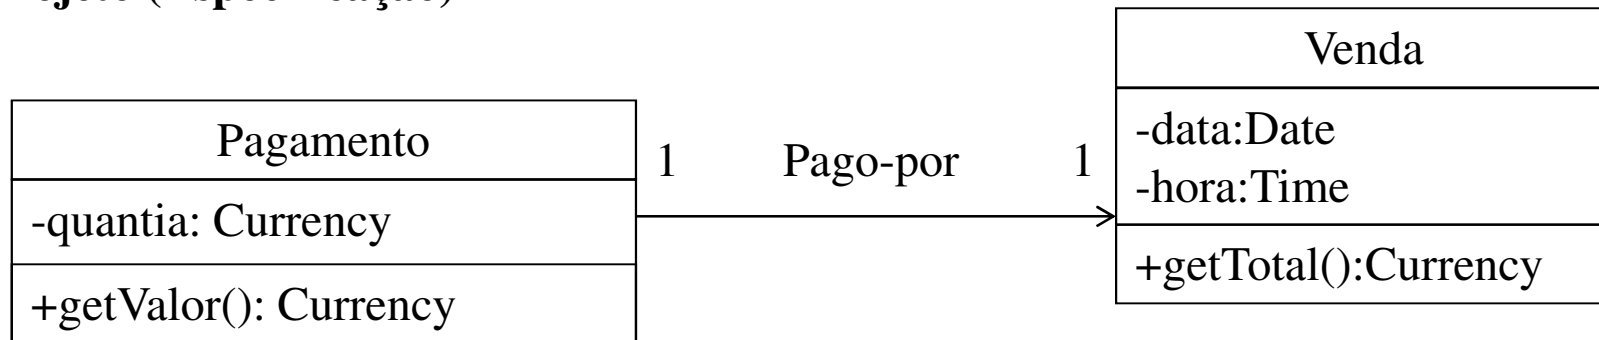 Venda
Pagamento
1 Pago-por 1
-data:Date
-hora:Time
-quantia: Currency
+getTotal():Currency
+getValor(): Currency